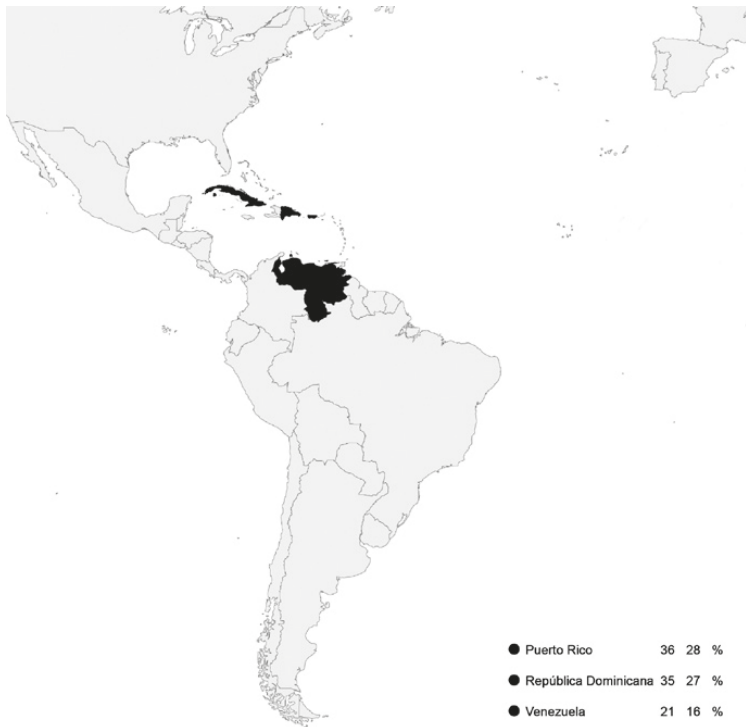 Puerto Rico 36 28 %
República Dominicana 35 27 %
Venezuela 21 16 %